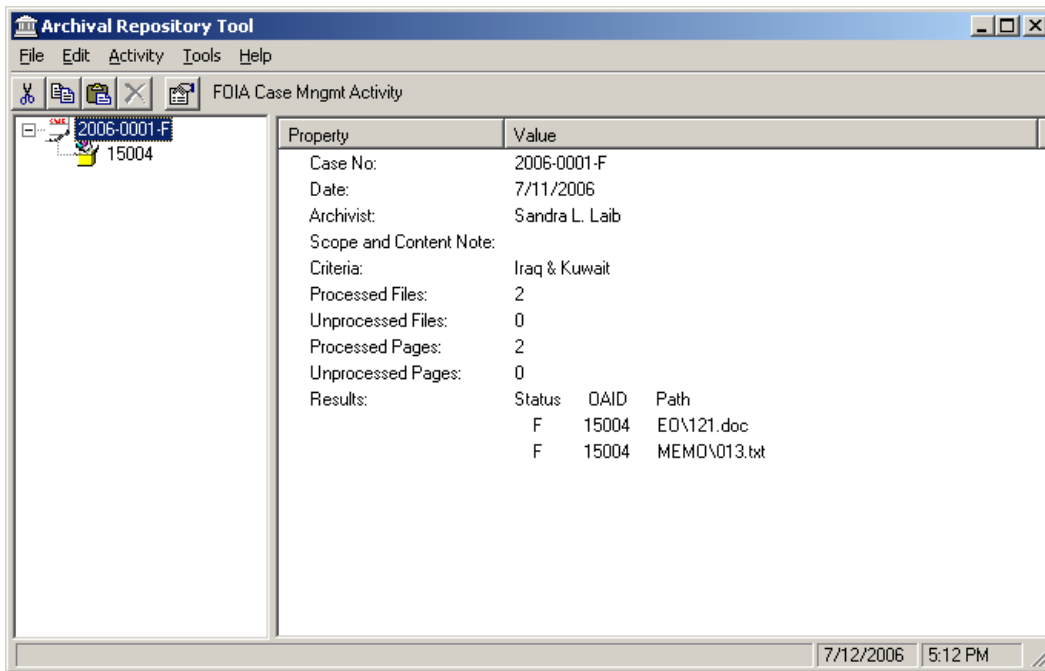 Archival Repository Tool
File Edit Activity Tools Help
FOIA Case Mngmt Activity
2006-0001-F
15004
Property Value
Case No: 2006-0001-F
Date: 7/11/2006
Archivist: Sandra L. Laib
Scope and Content Note:
Criteria: Iraq & Kuwait
Processed Files: 2
Unprocessed Files: 0
Processed Pages: 2
Unprocessed Pages: 0
Results: Status OAID Path
F 15004 EO\121.doc
F 15004 MEMO\013.txt
7/12/2006 5:12 PM